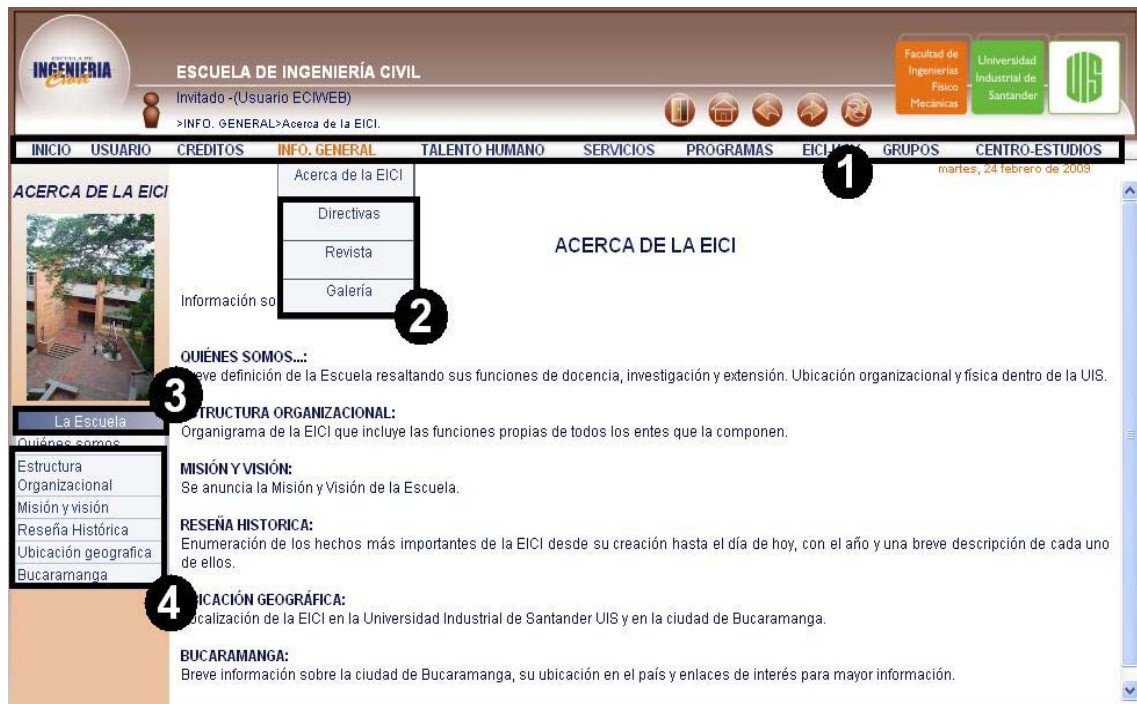 ESCUELA DE
INGENIERIA
Civil
ESCUELA DE INGENIERÍA CIVIL
Invitado -(Usuario ECIWEB)
>INFO. GENERAL>Acerca de la EICI.
Facultad de
Ingenierías
Físico
Mecánicas
Universidad
Industrial de
Santander
UIS
INICIO USUARIO CREDITOS INFO. GENERAL TALENTO HUMANO SERVICIOS PROGRAMAS GRUPOS CENTRO-ESTUDIOS
1
martes, 24 febrero de 2009
Acerca de la EICI
Directivas
Revista
Galería
2
ACERCA DE LA EICI
3
La Escuela
Quiénes somos
Estructura
Organizacional
Misión y visión
Reseña Histórica
Ubicación geografica
Bucaramanga
4
ACERCA DE LA EICI
Información
QUIÉNES SOMOS...:
definición de la Escuela resaltando sus funciones de docencia, investigación y extensión. Ubicación organizacional y física dentro de la UIS.
ORGANIZACIONAL:
Organigrama de la EICI que incluye las funciones propias de todos los entes que la componen.
MISIÓN Y VISIÓN:
Se anuncia la Misión y Visión de la Escuela.
RESEÑA HISTORICA:
Enumeración de los hechos más importantes de la EICI desde su creación hasta el día de hoy, con el año y una breve descripción de cada uno
de ellos.
GEOGRÁFICA:
de la EICI en la Universidad Industrial de Santander UIS y en la ciudad de Bucaramanga.
BUCARAMANGA:
Breve información sobre la ciudad de Bucaramanga, su ubicación en el país y enlaces de interés para mayor información.